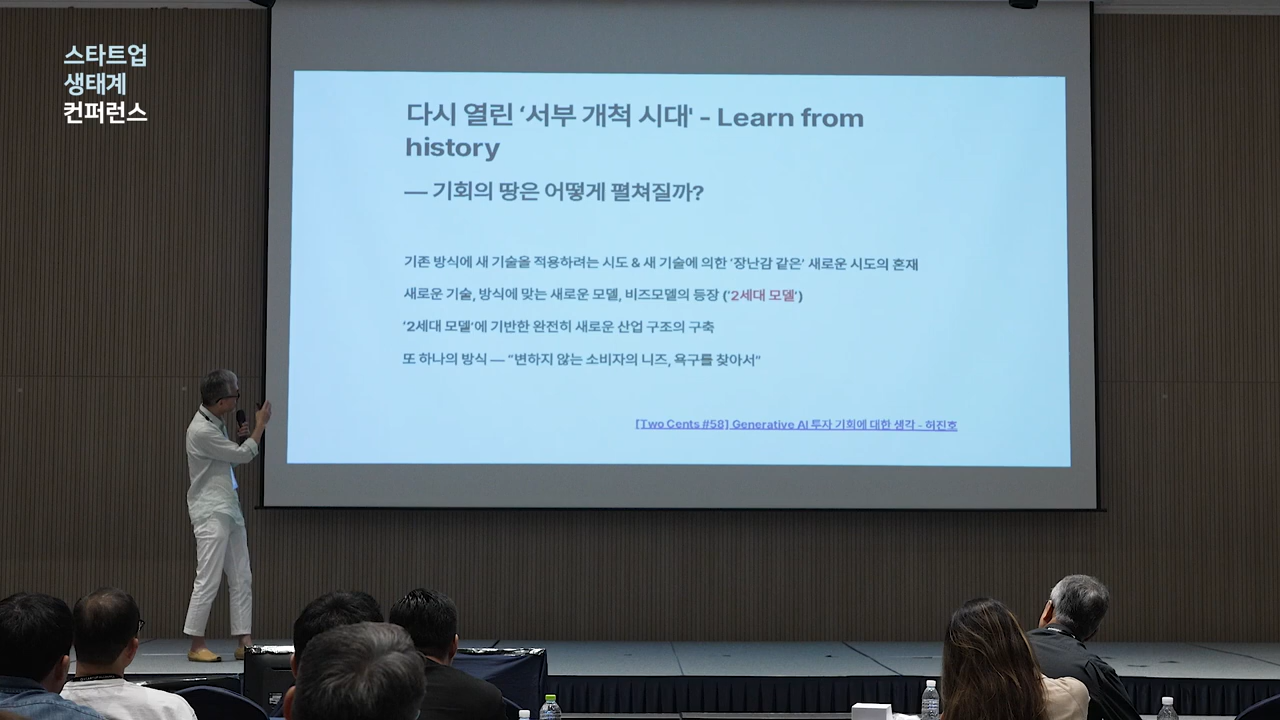 스타트업
생태계
컨퍼런스
다시 열린 ‘서부 개척 시대' - Learn from
history
— 기회의 땅은 어떻게 펼쳐질까?
기존 방식에 새 기술을 적용하려는 시도 & 새 기술에 의한 ‘장난감 같은’ 새로운 시도의 혼재
새로운 기술, 방식에 맞는 새로운 모델, 비즈모델의 등장 (‘2세대 모델’)
‘2세대 모델’에 기반한 완전히 새로운 산업 구조의 구축
또 하나의 방식 — “변하지 않는 소비자의 니즈, 욕구를 찾아서”
[Two Cents #58] Generative AI 투자 기회에 대한 생각 - 허진호